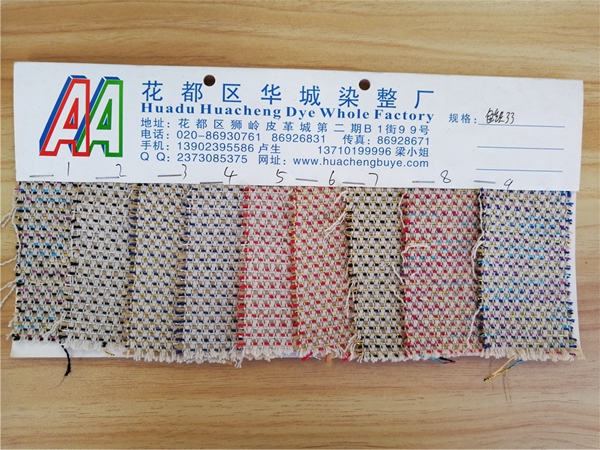 AA
花都区华城染整厂
Huadu Huacheng Dye Whole Factory
地址：花都区狮岭皮革城第二期B1街99号
电话：020-86930761 86926831 传真：86928671
手机：13902395586 卢生 13710199996 梁小姐
Q Q：2373085375 网址：www.huachengbuye.com
规格：
33
1 2 3 4 5 6 7 8 9